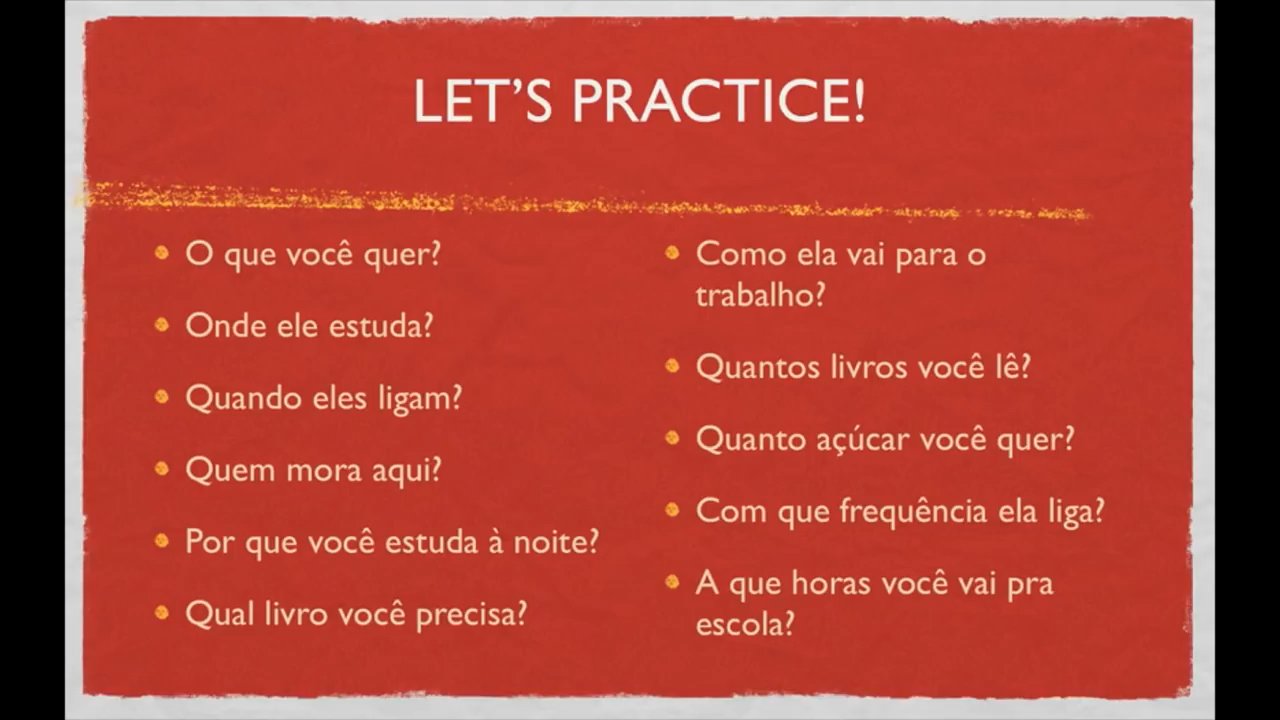 LET'S PRACTICE!
O que você quer?
Onde ele estuda?
Quando eles ligam?
Quem mora aqui?
Por que você estuda à noite?
Qual livro você precisa?
Como ela vai para o
trabalho?
Quantos livros você lê?
Quanto açúcar você quer?
Com que frequência ela liga?
A que horas você vai pra
escola?